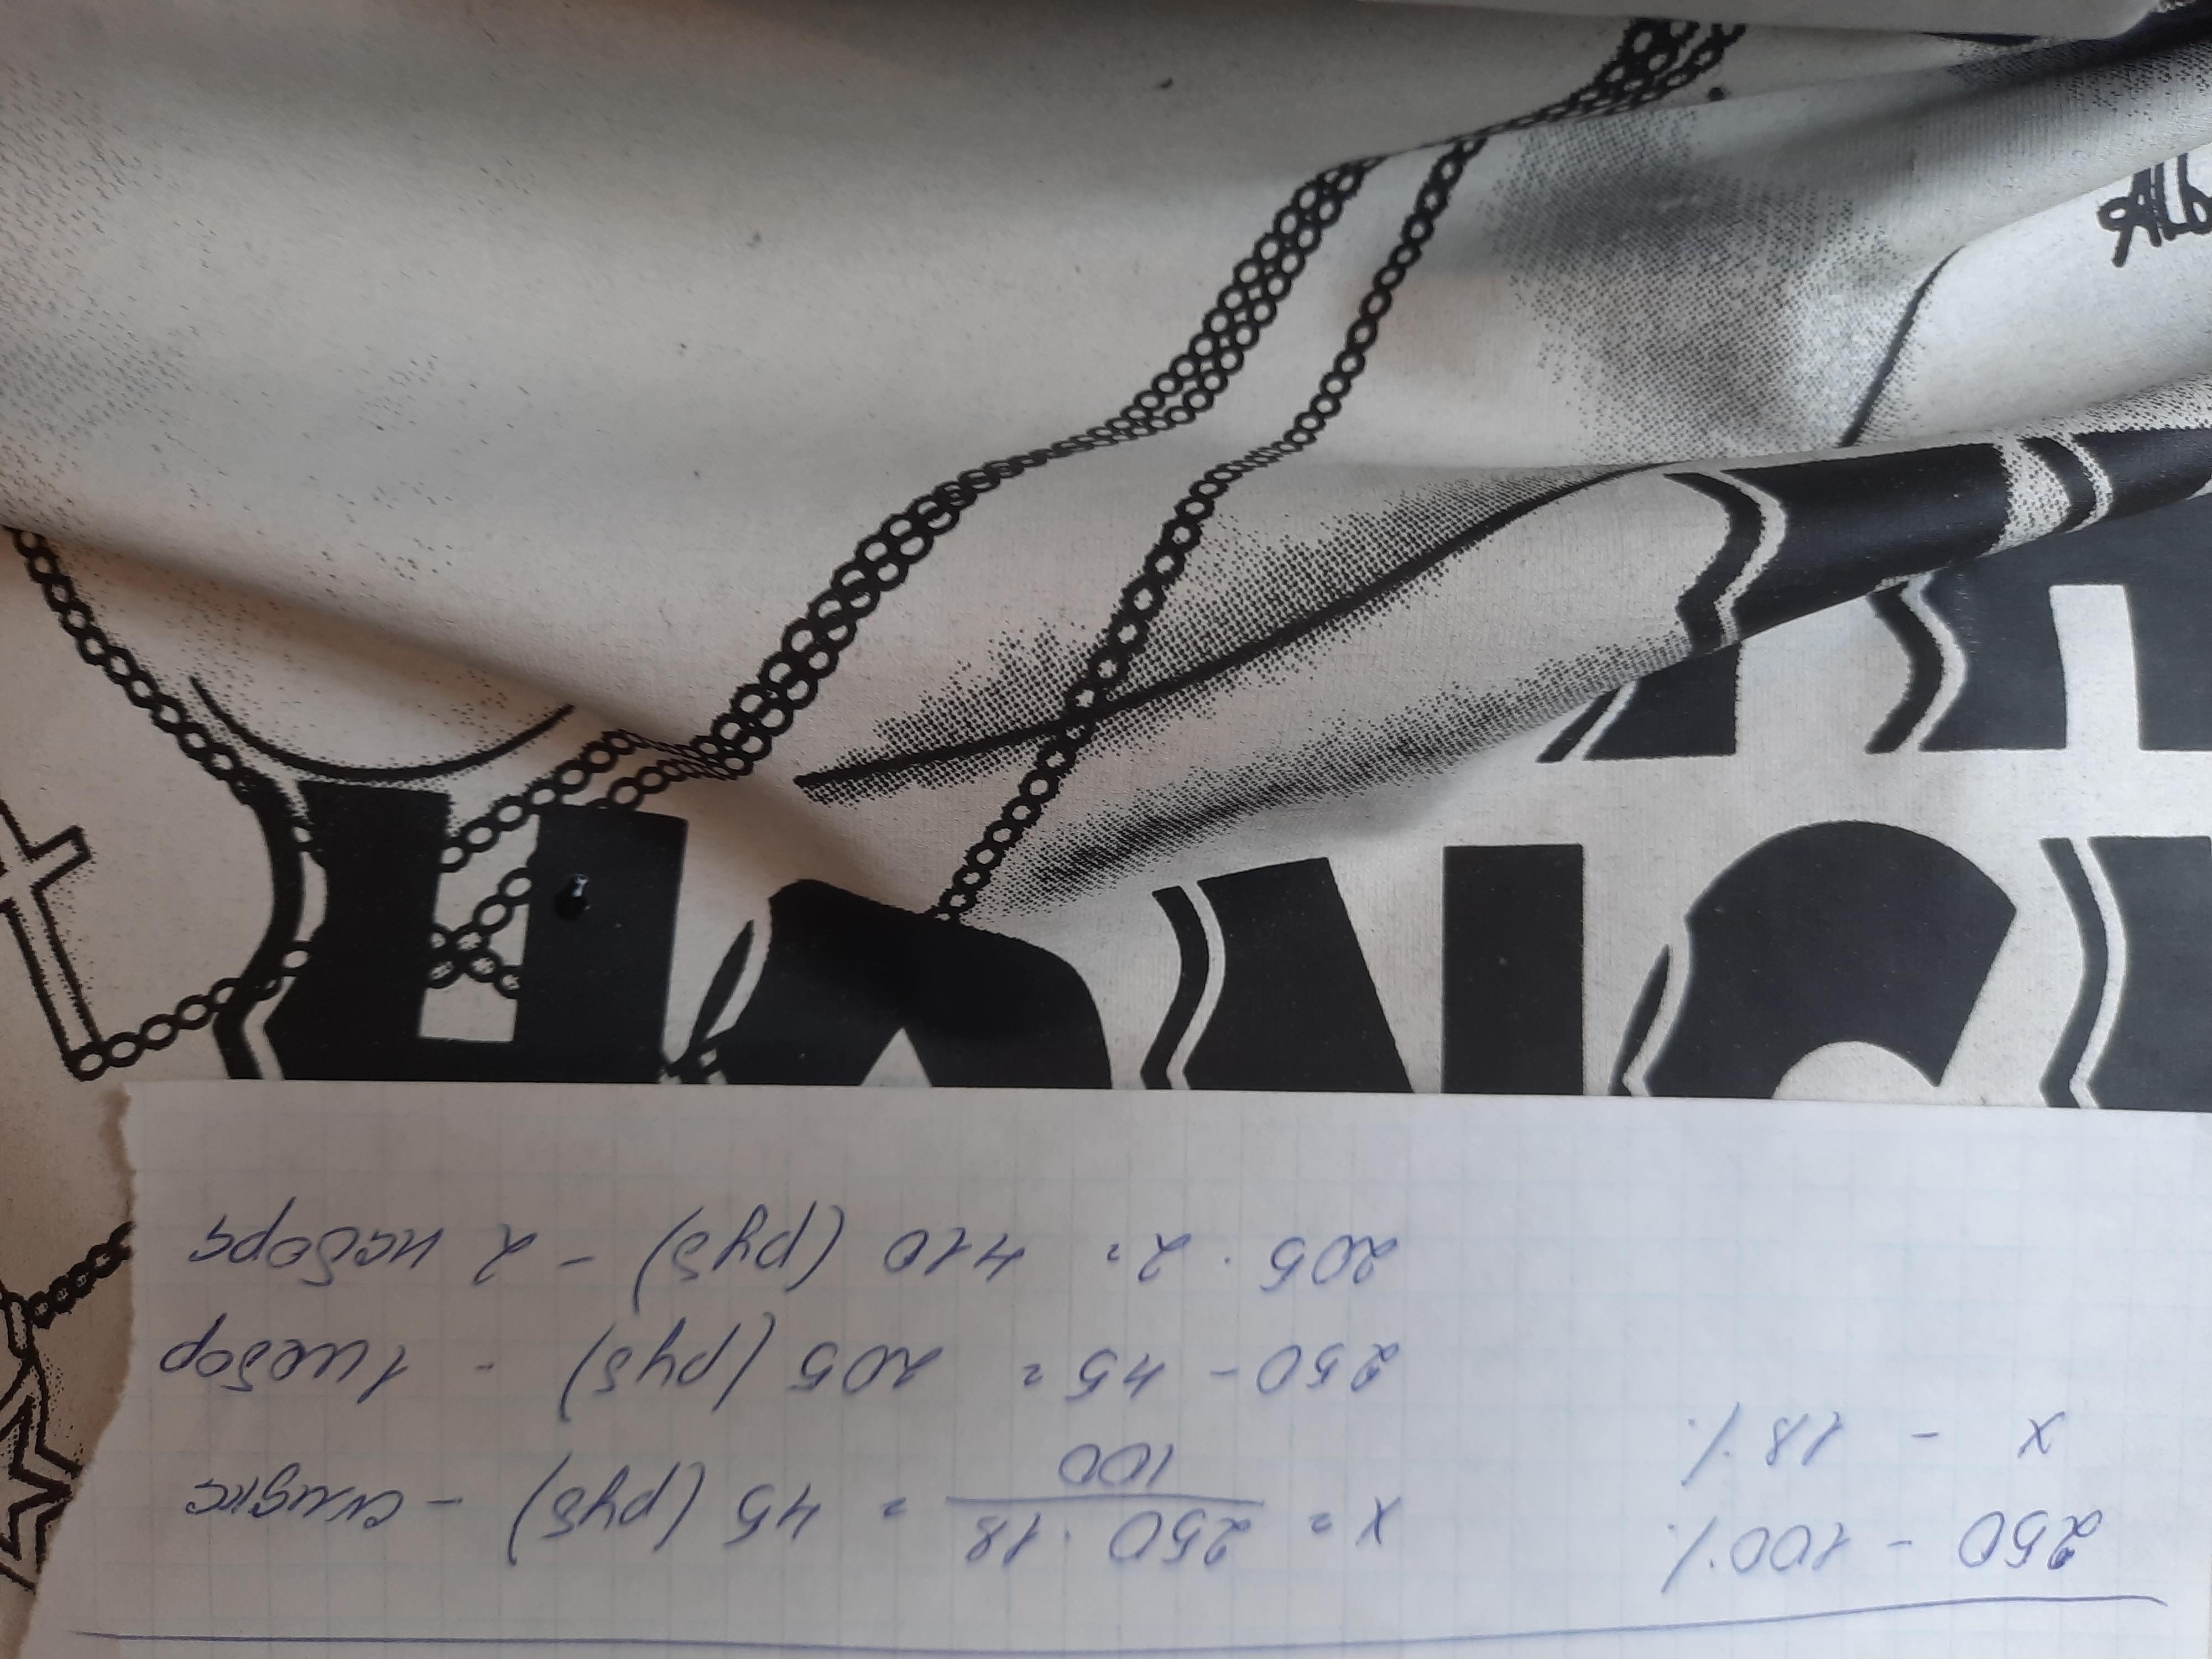 250 - 100%
x - 18%
x = 250 · 18 / 100 = 45 (руб) - скидка
250 - 45 = 205 (руб) - 1 набор
205 · 2 = 410 (руб) - 2 набора